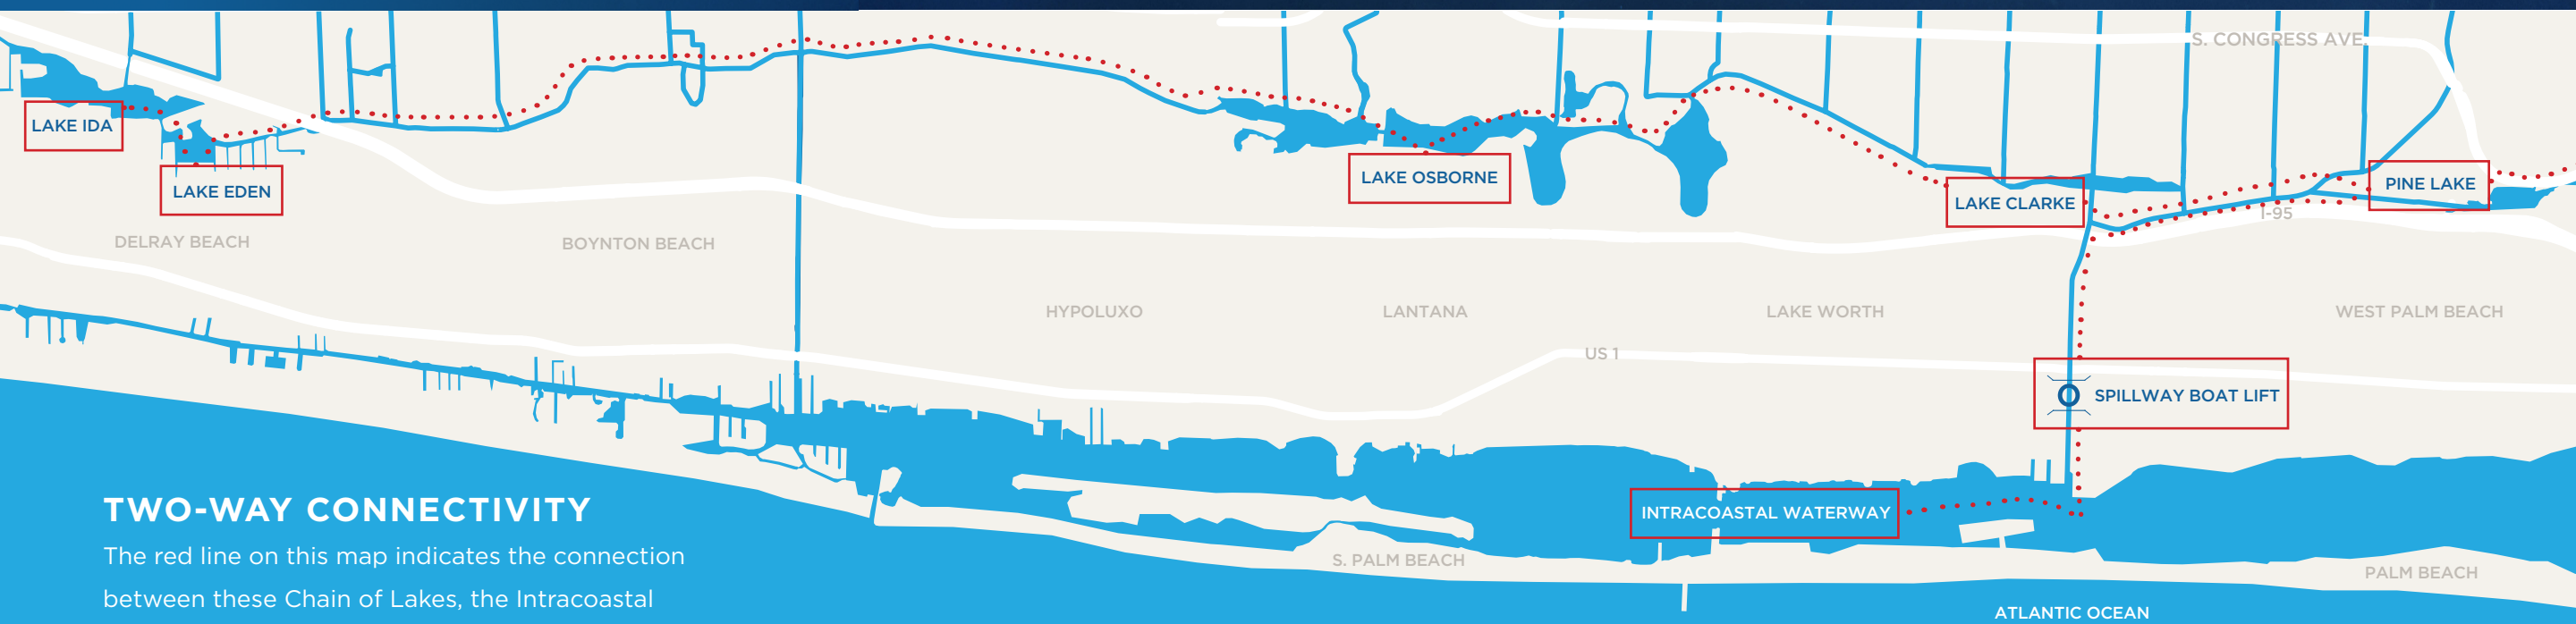 S. CONGRESS AVE.
LAKE IDA
LAKE EDEN
LAKE OSBORNE
LAKE CLARKE
PINE LAKE
I-95
DELRAY BEACH
BOYNTON BEACH
HYPOLUXO
LANTANA
LAKE WORTH
WEST PALM BEACH
US 1
SPILLWAY BOAT LIFT
INTRACOASTAL WATERWAY
S. PALM BEACH
PALM BEACH
ATLANTIC OCEAN
TWO-WAY CONNECTIVITY
The red line on this map indicates the connection
between these Chain of Lakes, the Intracoastal